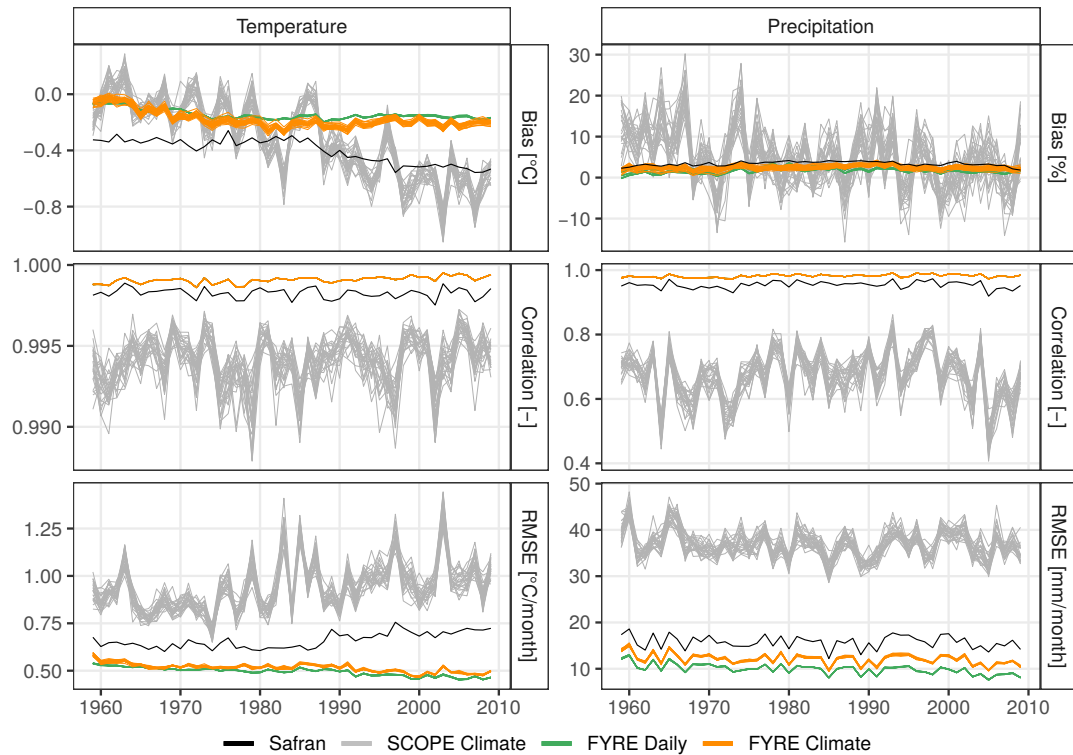 Temperature
Precipitation
0.0
−0.4
−0.8
Bias [°C]
30
20
10
0
−10
Bias [%]
1.000
0.995
0.990
Correlation [−]
1.0
0.8
0.6
0.4
Correlation [−]
1.25
1.00
0.75
0.50
RMSE [°C/month]
50
40
30
20
10
RMSE [mm/month]
1960 1970 1980 1990 2000 2010
1960 1970 1980 1990 2000 2010
Safran SCOPE Climate FYRE Daily FYRE Climate